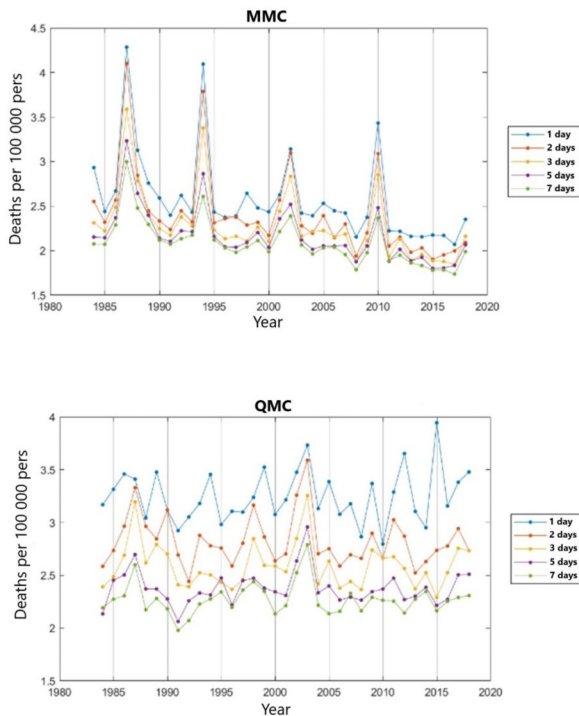 MMC
Deaths per 100 000 pers
4.5
4
3.5
3
2.5
2
1.5
1980 1985 1990 1995 2000 2005 2010 2015 2020
Year
1 day
2 days
3 days
5 days
7 days
QMC
Deaths per 100 000 pers
4
3.5
3
2.5
2
1.5
1980 1985 1990 1995 2000 2005 2010 2015 2020
Year
1 day
2 days
3 days
5 days
7 days